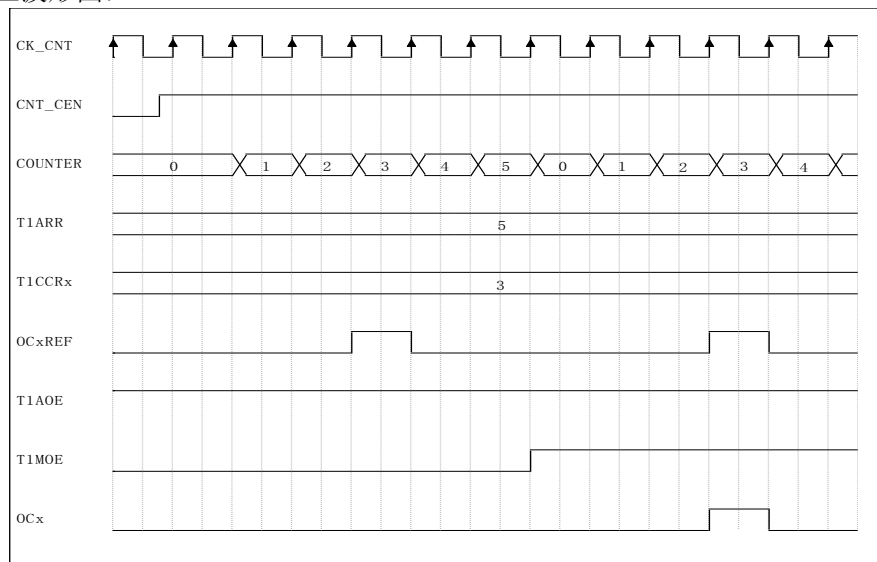 CK_CNT
CNT_CEN
COUNTER 0 1 2 3 4 5 0 1 2 3 4
T1ARR 5
T1CCRx 3
OCxREF
T1AOE
T1MOE
OCx